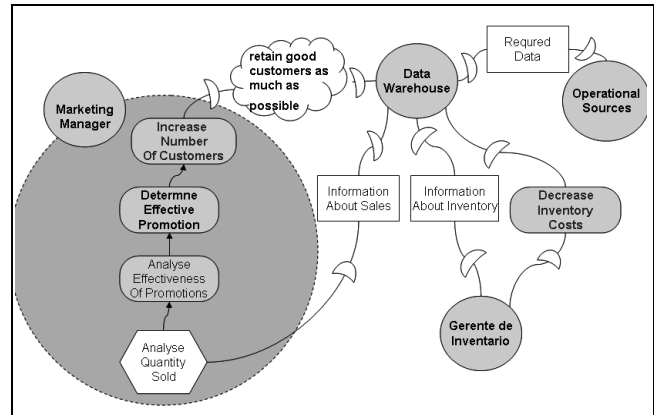 retain good
customers as
much as
possible
Data
Warehouse
Requred
Data
Operational
Sources
Marketing
Manager
Increase
Number
Of Customers
Determne
Effective
Promotion
Information
About Sales
Information
About Inventory
Decrease
Inventory
Costs
Analyse
Effectiveness
Of Promotions
Gerente de
Inventario
Analyse
Quantity
Sold